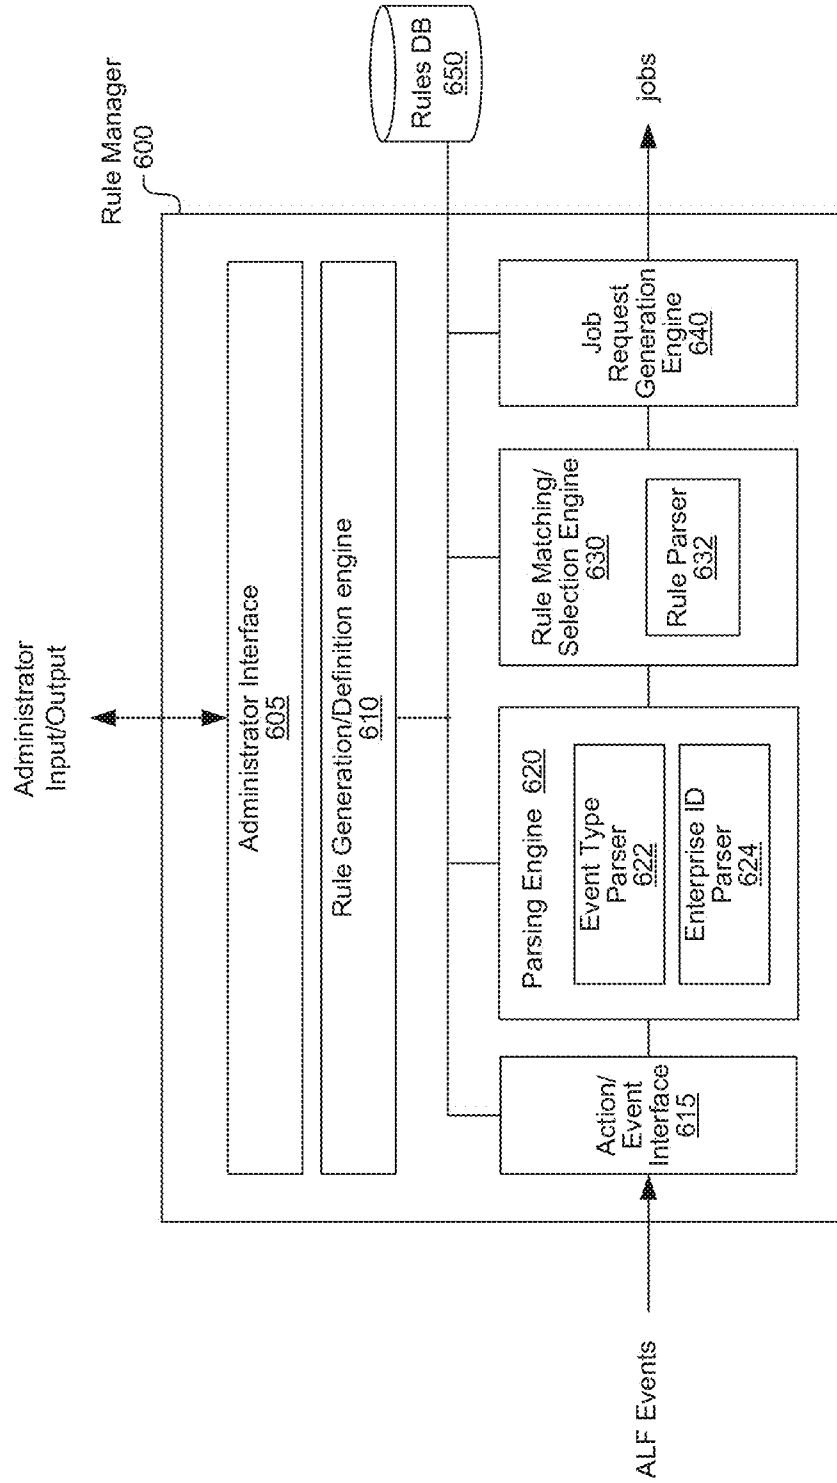 Administrator
Input/Output
Rule Manager
600
Administrator Interface
605
Rule Generation/Definition engine
610
Rules DB
650
ALF Events
Action/
Event
Interface
615
Parsing Engine 620
Event Type
Parser
622
Enterprise ID
Parser
624
Rule Matching/
Selection Engine
630
Rule Parser
632
Job
Request
Generation
Engine
640
jobs